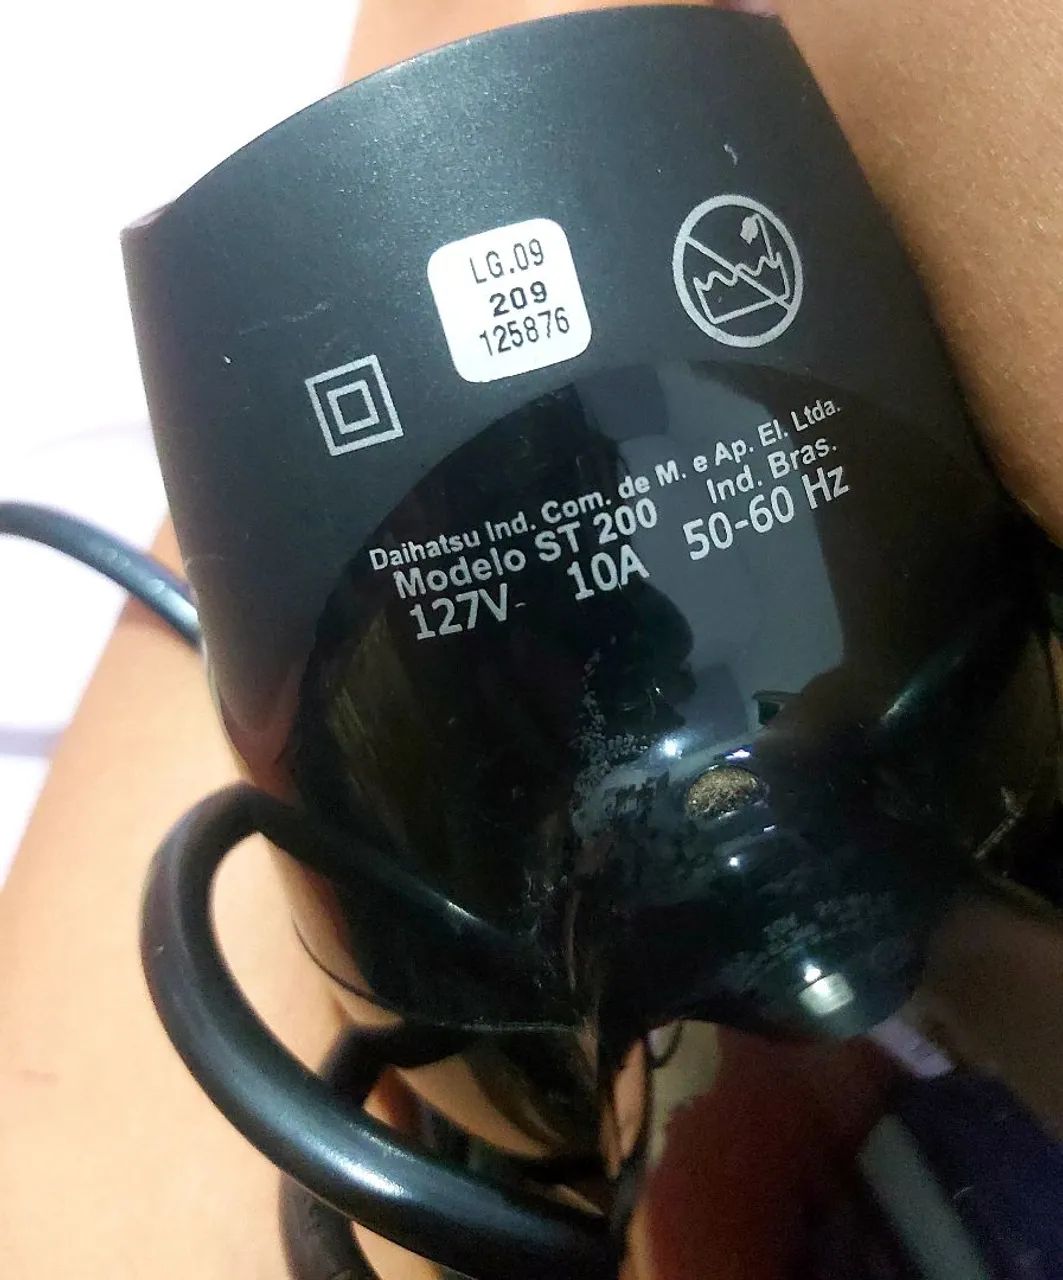 LG.09
209
125876
Daihatsu Ind. Com. de M. e Ap. El. Ltda.
Modelo ST 200 Ind. Bras.
127V~ 10A 50-60 Hz